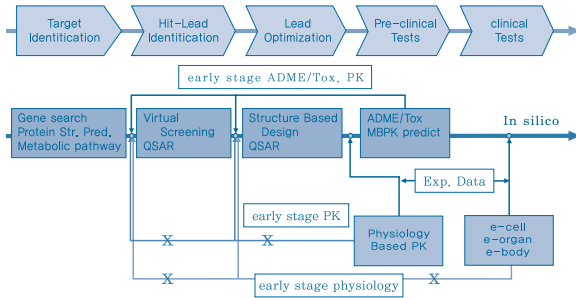 Target
Identification
Hit-Lead
Identitication
Lead
Optimization
Pre-clinical
Tests
clinical
Tests
early stage ADME/Tox. PK
Gene search
Protein Str. Pred.
Metabolic pathway
Virtual
Screening
QSAR
Structure Based
Design
QSAR
ADME/Tox
MBPK predict
In silico
Exp. Data
early stage PK
Physiology
Based PK
e-cell
e-organ
e-body
X
X
early stage physiology
X
X